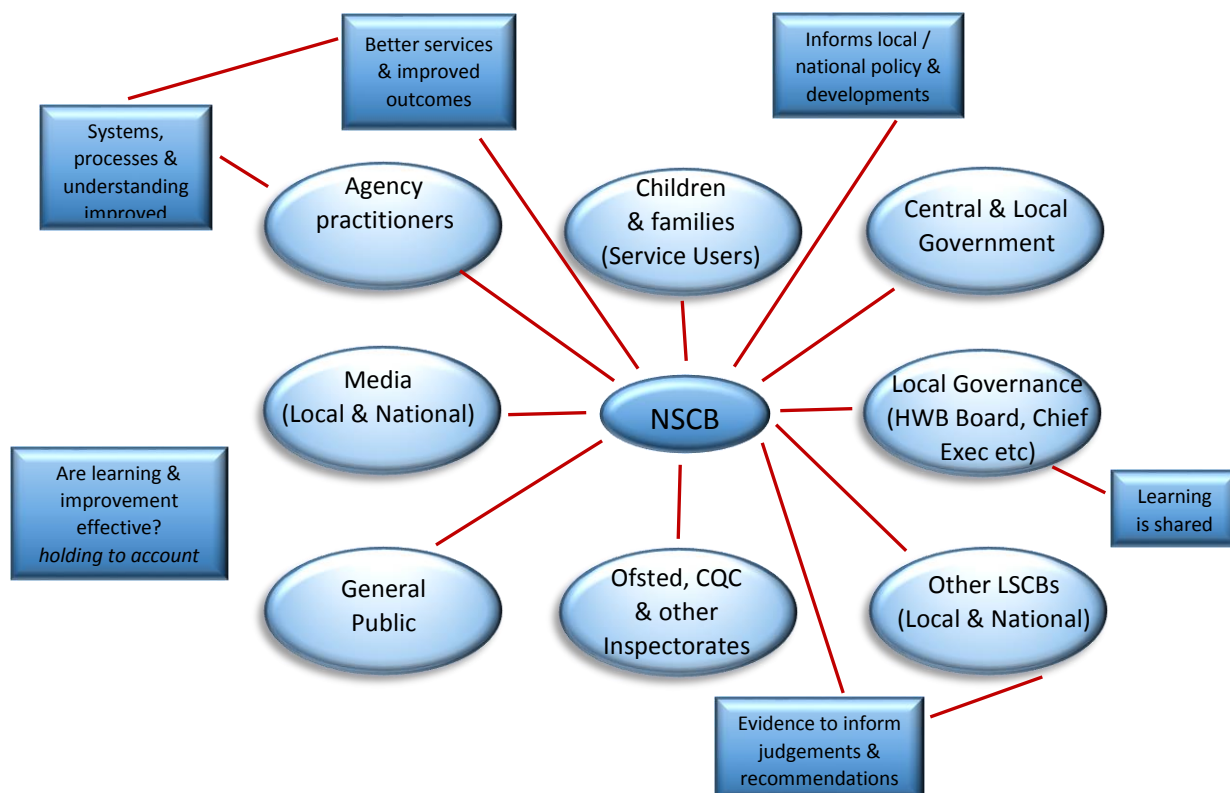 Better services
& improved
outcomes
Informs local /
national policy &
developments
Systems,
processes &
understanding
improved
Agency
practitioners
Children
& families
(Service Users)
Central & Local
Government
Media
(Local & National)
NSCB
Local Governance
(HWB Board, Chief
Exec etc)
Are learning &
improvement
effective?
holding to account
Learning
is shared
General
Public
Ofsted, CQC
& other
Inspectorates
Other LSCBs
(Local & National)
Evidence to inform
judgements &
recommendations